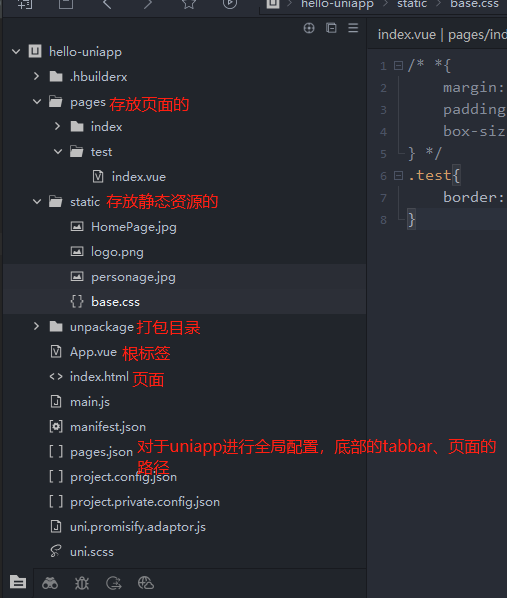 hello-uniapp static base.css
index.vue | pages/ind
hello-uniapp
.hbuilderx
pages 存放页面的
index
test
index.vue
static 存放静态资源的
HomePage.jpg
logo.png
personage.jpg
base.css
unpackage 打包目录
App.vue 根标签
index.html 页面
main.js
manifest.json
pages.json 对于uniapp进行全局配置，底部的tabbar、页面的
路径
project.config.json
project.private.config.json
uni.promisify.adaptor.js
uni.scss
1 /* *{
2 margin:
3 padding
4 box-siz
5 } */
6 .test{
7 border:
8 }